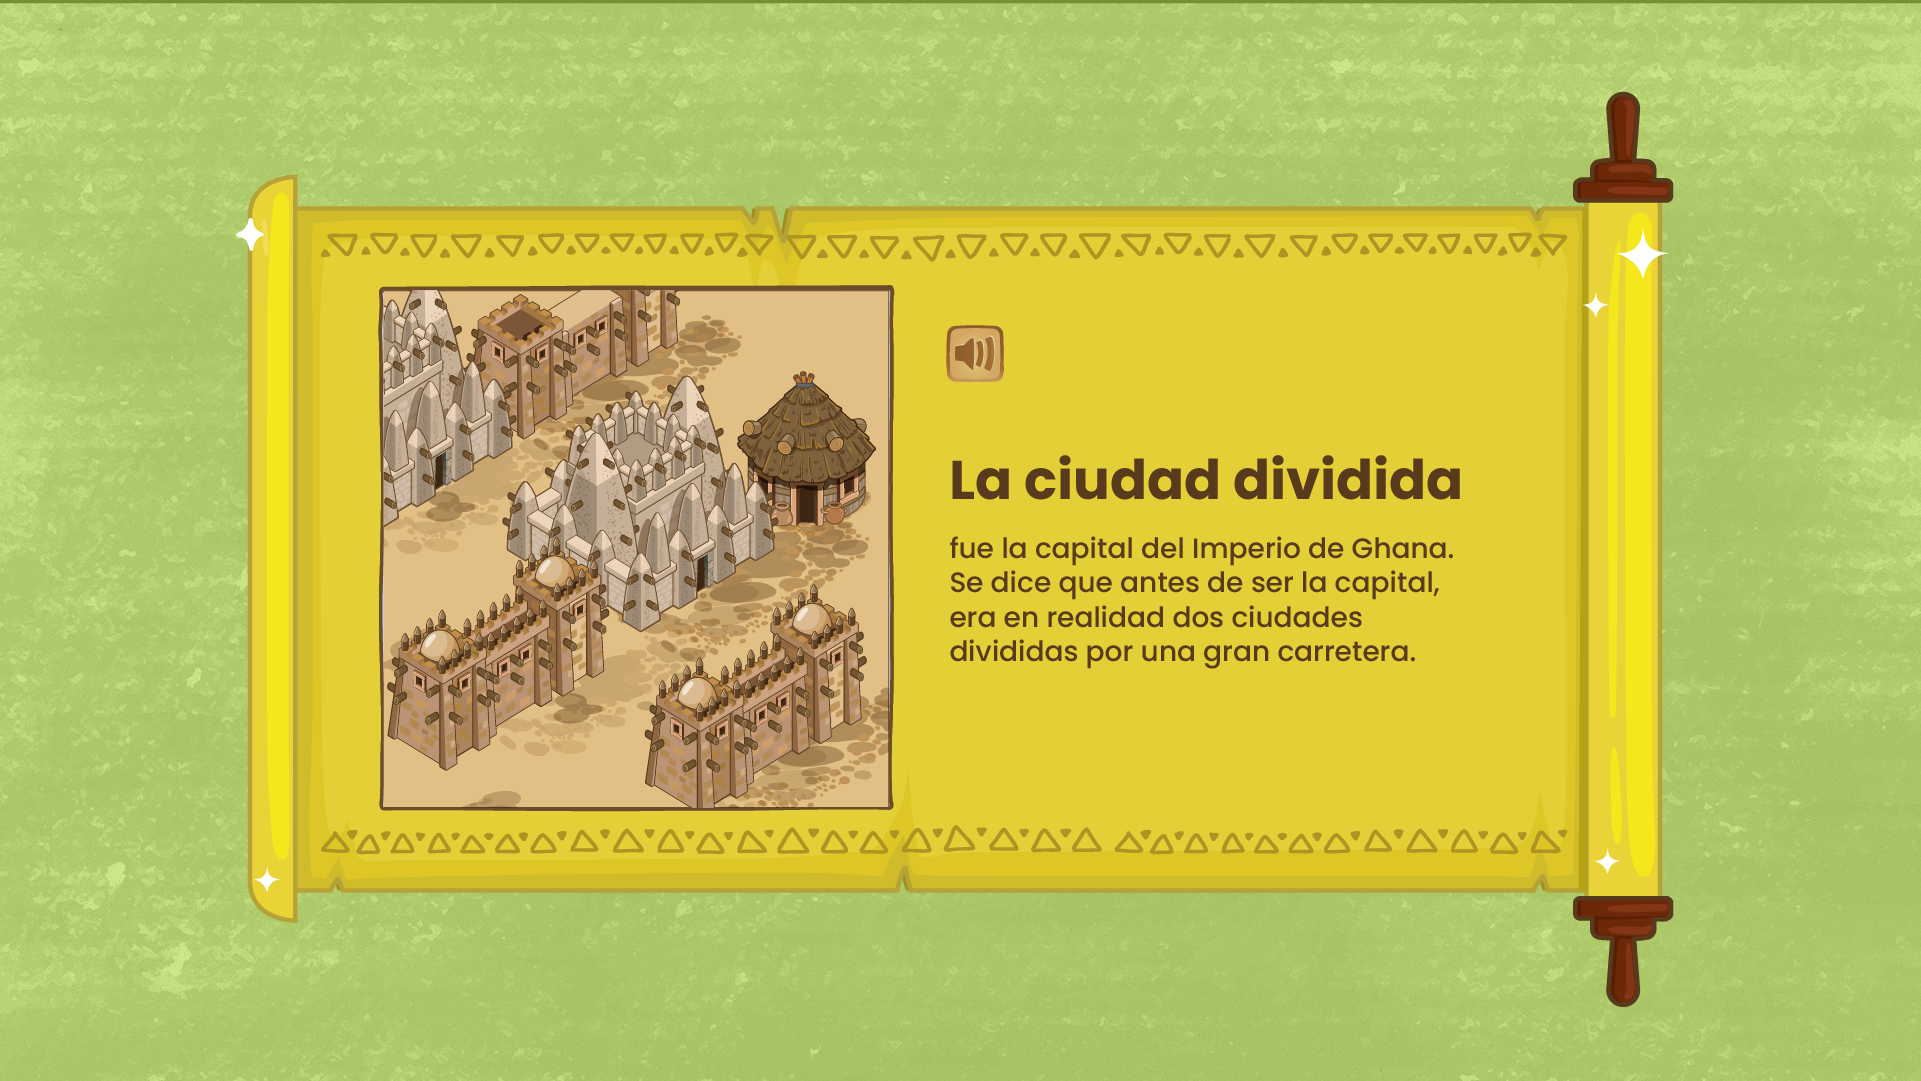 La ciudad dividida
fue la capital del Imperio de Ghana.
Se dice que antes de ser la capital,
era en realidad dos ciudades
divididas por una gran carretera.